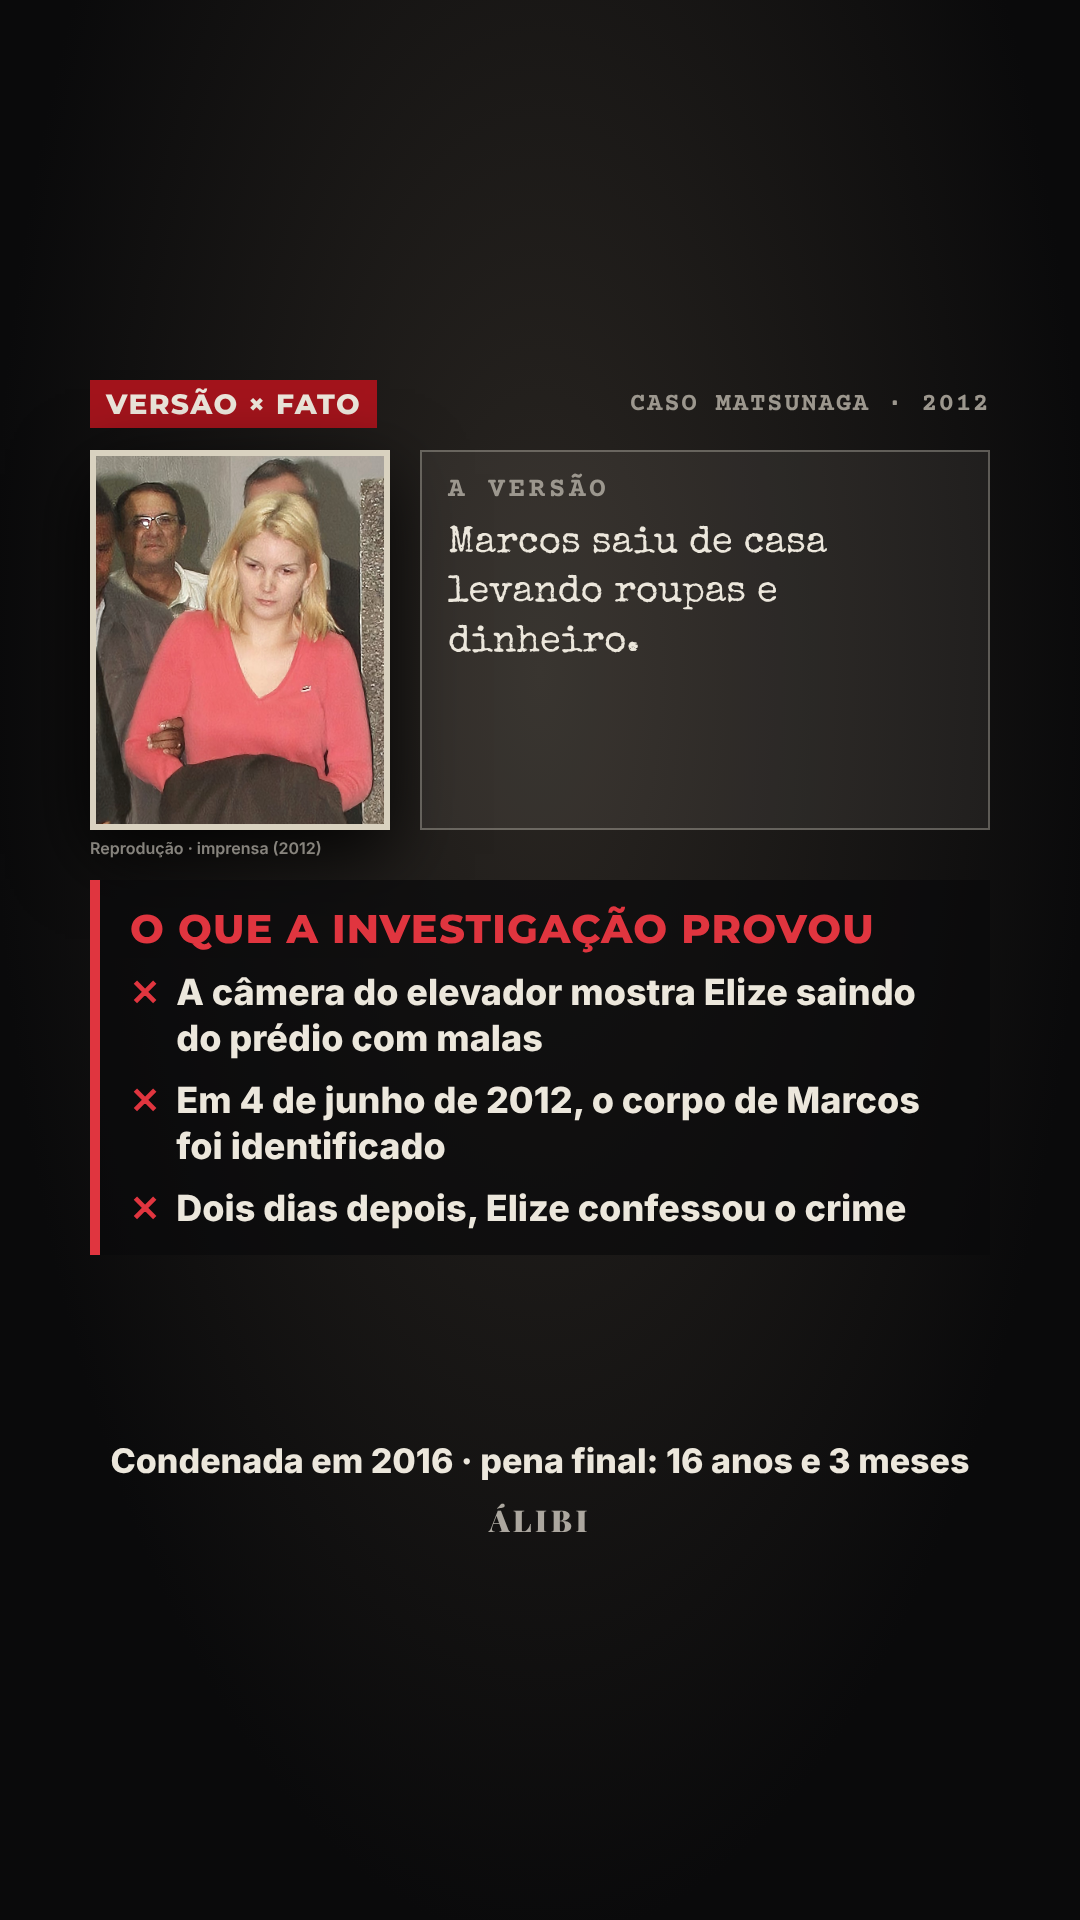 VERSÃO × FATO
CASO MATSUNAGA · 2012
A VERSÃO
Marcos saiu de casa
levando roupas e
dinheiro.
Reprodução · imprensa (2012)
O QUE A INVESTIGAÇÃO PROVOU
✕ A câmera do elevador mostra Elize saindo
do prédio com malas
✕ Em 4 de junho de 2012, o corpo de Marcos
foi identificado
✕ Dois dias depois, Elize confessou o crime
Condenada em 2016 · pena final: 16 anos e 3 meses
ÁLIBI